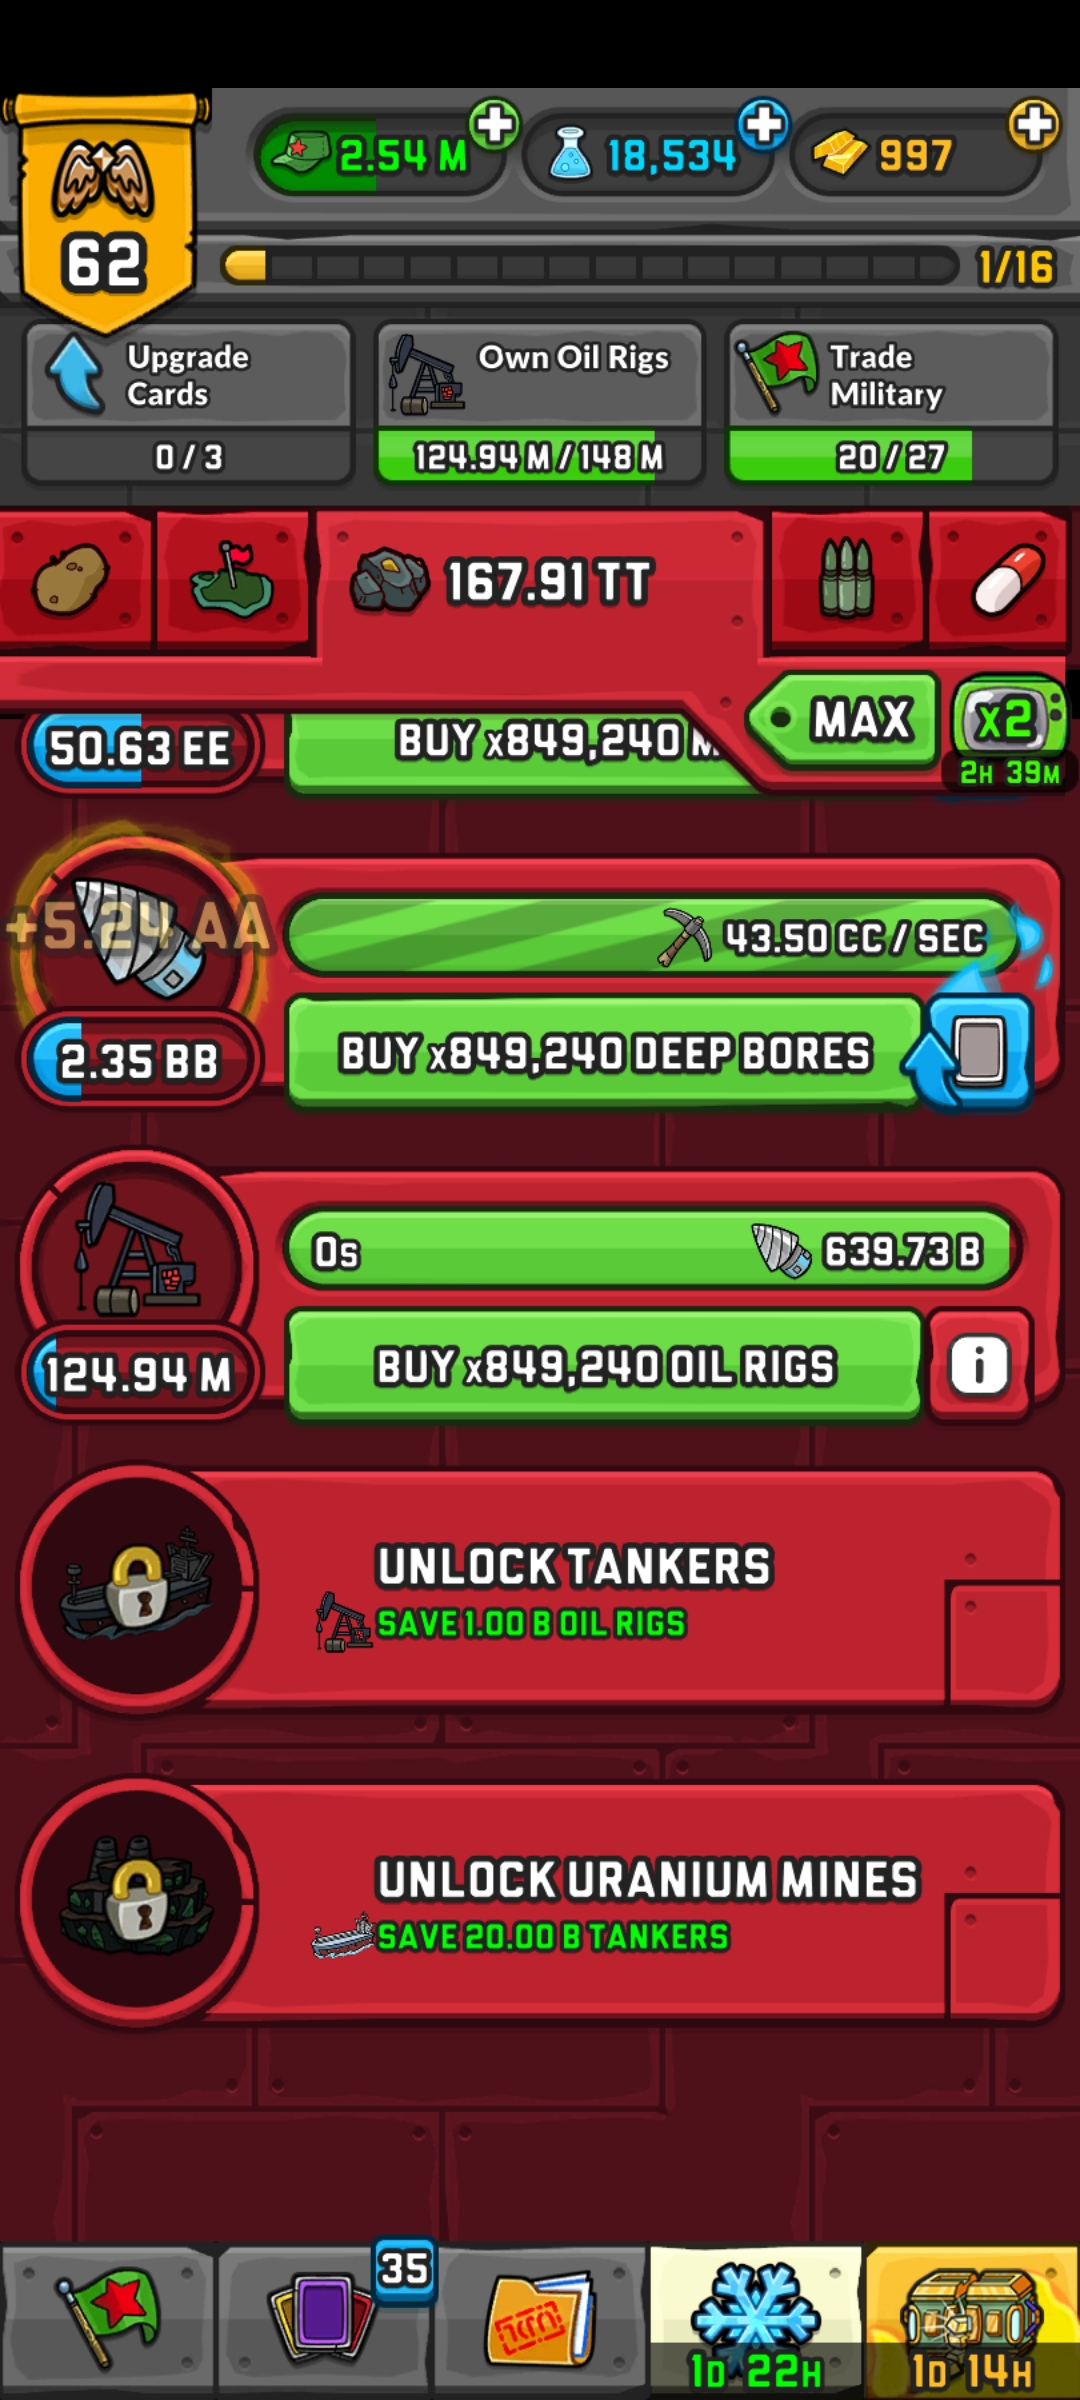 2.54 M
18,534
997
62
1/16
Upgrade
Cards
0 / 3
Own Oil Rigs
124.94 M / 148 M
Trade
Military
20 / 27
167.91 TT
MAX
x2
2H 39M
50.63 EE
BUY x849,240
+5.24 AA
43.50 CC / SEC
2.35 BB
BUY x849,240 DEEP BORES
0s
639.73 B
124.94 M
BUY x849,240 OIL RIGS
i
UNLOCK TANKERS
SAVE 1.00 B OIL RIGS
UNLOCK URANIUM MINES
SAVE 20.00 B TANKERS
35
1D 22H
1D 14H